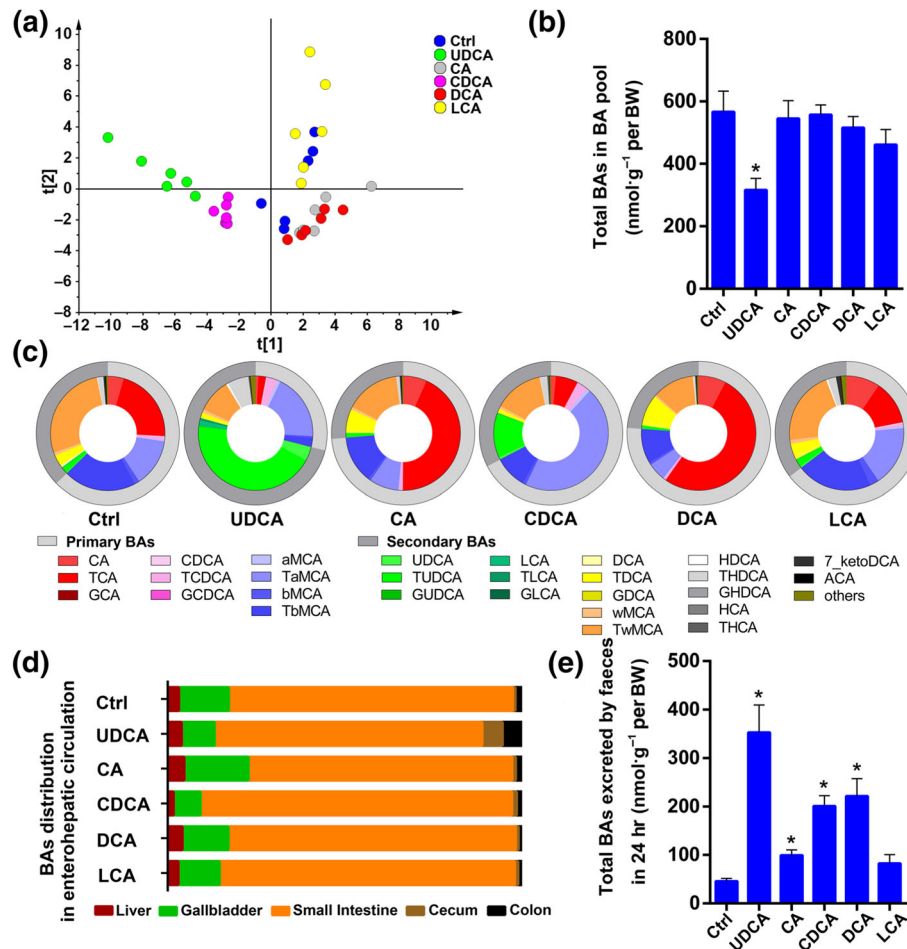 (a)
10
8
6
4
2
0
−2
−4
−6
−8
t[2]
−12 −10 −8 −6 −4 −2 0 2 4 6 8 10
t[1]
Ctrl
UDCA
CA
CDCA
DCA
LCA
(b)
Total BAs in BA pool
(nmol·g⁻¹ per BW)
800
600
400
200
0
*
Ctrl UDCA CA CDCA DCA LCA
(c)
Ctrl UDCA CA CDCA DCA LCA
Primary BAs
CA CDCA aMCA
TCA TCDCA TaMCA
GCA GCDCA bMCA
TbMCA
Secondary BAs
UDCA LCA DCA HDCA 7_ketoDCA
TUDCA TLCA TDCA THDCA ACA
GUDCA GLCA GDCA GHDCA others
wMCA HCA
TwMCA THCA
(d)
BAs distribution
in enterohepatic circulation
Ctrl
UDCA
CA
CDCA
DCA
LCA
Liver Gallbladder Small Intestine Cecum Colon
(e)
Total BAs excreted by faeces
in 24 hr (nmol·g⁻¹ per BW)
500
400
300
200
100
0
* * * *
Ctrl UDCA CA CDCA DCA LCA